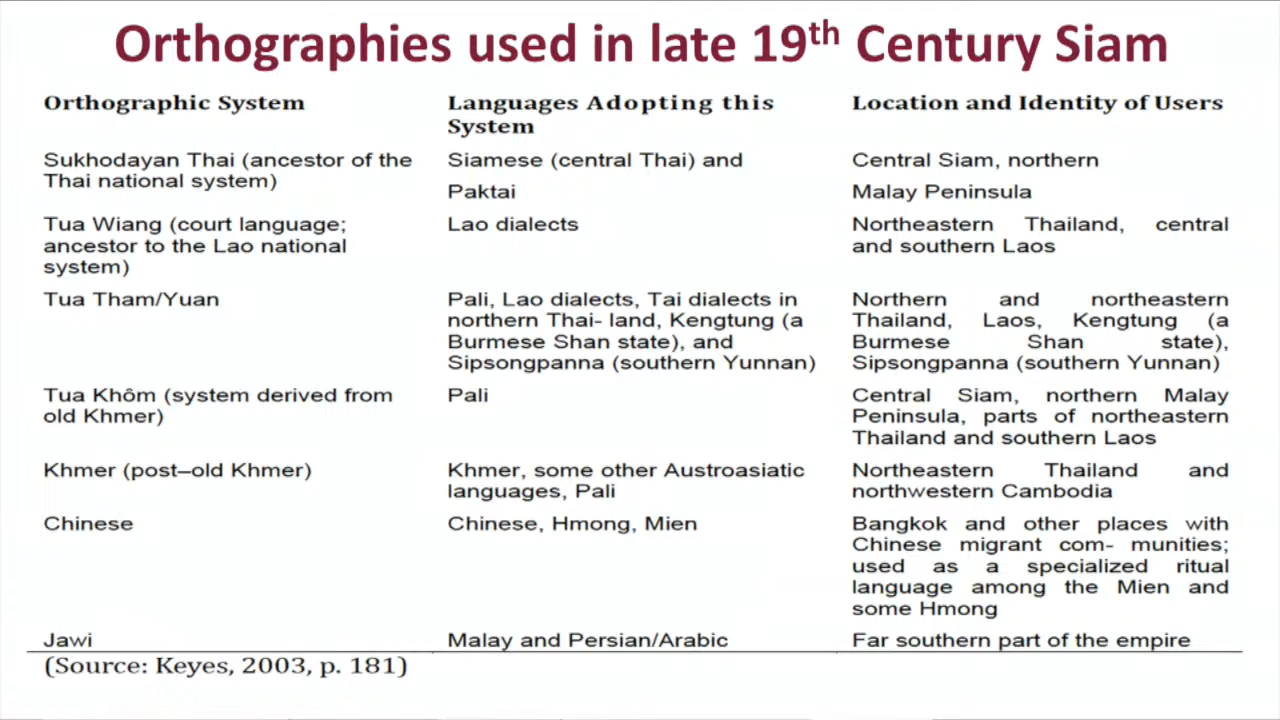 Orthographies used in late 19th Century Siam
Orthographic System
Languages Adopting this
System
Location and Identity of Users
Sukhodayan Thai (ancestor of the
Thai national system)
Siamese (central Thai) and
Paktai
Central Siam, northern
Malay Peninsula
Tua Wiang (court language;
ancestor to the Lao national
system)
Lao dialects
Northeastern Thailand, central
and southern Laos
Tua Tham/Yuan
Pali, Lao dialects, Tai dialects in
northern Thai- land, Kengtung (a
Burmese Shan state), and
Sipsongpanna (southern Yunnan)
Northern and northeastern
Thailand, Laos, Kengtung (a
Burmese Shan state),
Sipsongpanna (southern Yunnan)
Tua Khôm (system derived from
old Khmer)
Pali
Central Siam, northern Malay
Peninsula, parts of northeastern
Thailand and southern Laos
Khmer (post–old Khmer)
Khmer, some other Austroasiatic
languages, Pali
Northeastern Thailand and
northwestern Cambodia
Chinese
Chinese, Hmong, Mien
Bangkok and other places with
Chinese migrant com- munities;
used as a specialized ritual
language among the Mien and
some Hmong
Jawi
Malay and Persian/Arabic
Far southern part of the empire
(Source: Keyes, 2003, p. 181)